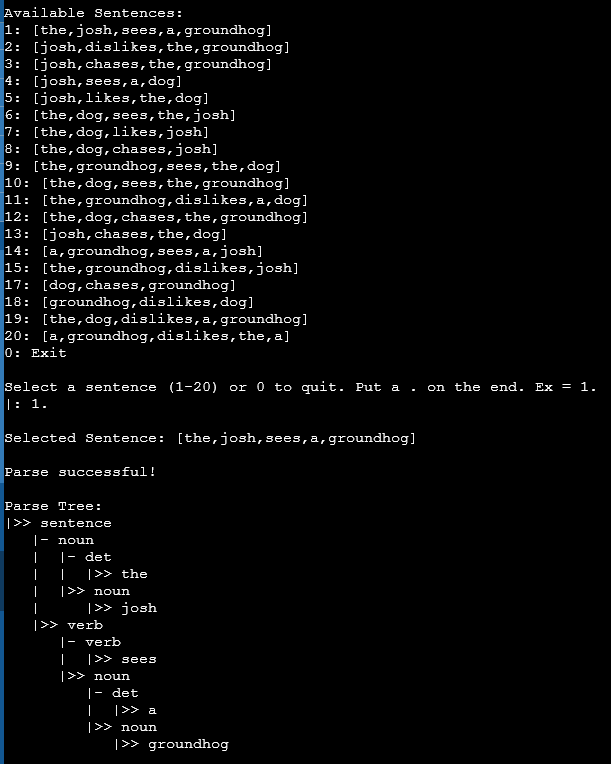 Available Sentences:
1: [the,josh,sees,a,groundhog]
2: [josh,dislikes,the,groundhog]
3: [josh,chases,the,groundhog]
4: [josh,sees,a,dog]
5: [josh,likes,the,dog]
6: [the,dog,sees,the,josh]
7: [the,dog,likes,josh]
8: [the,dog,chases,josh]
9: [the,groundhog,sees,the,dog]
10: [the,dog,sees,the,groundhog]
11: [the,groundhog,dislikes,a,dog]
12: [the,dog,chases,the,groundhog]
13: [josh,chases,the,dog]
14: [a,groundhog,sees,a,josh]
15: [the,groundhog,dislikes,josh]
17: [dog,chases,groundhog]
18: [groundhog,dislikes,dog]
19: [the,dog,dislikes,a,groundhog]
20: [a,groundhog,dislikes,the,a]
0: Exit

Select a sentence (1-20) or 0 to quit. Put a . on the end. Ex = 1.
|: 1.

Selected Sentence: [the,josh,sees,a,groundhog]

Parse successful!

Parse Tree:
|>> sentence
   |- noun
   |  |- det
   |  |  |>> the
   |  |>> noun
   |     |>> josh
   |>> verb
      |- verb
      |  |>> sees
      |>> noun
         |- det
         |  |>> a
         |>> noun
            |>> groundhog